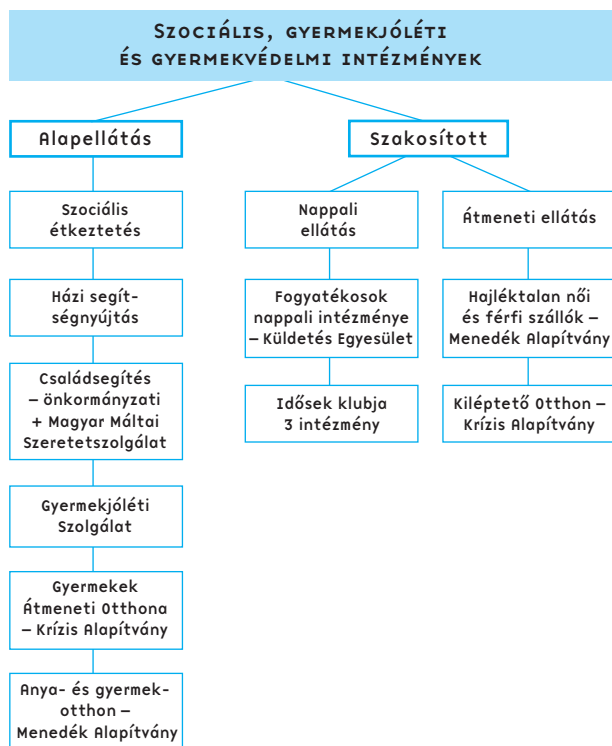 SZOCIÁLIS, GYERMEKJÓLÉTI
ÉS GYERMEKVÉDELMI INTÉZMÉNYEK
Alapellátás
Szociális
étkeztetés
Házi segít-
ségnyújtás
Családsegítés
– önkormányzati
+ Magyar Máltai
Szeretetszolgálat
Gyermekjóléti
Szolgálat
Gyermekek
Átmeneti Otthona
– Krízis Alapítvány
Anya- és gyermek-
otthon –
Menedék Alapítvány
Szakosított
Nappali
ellátás
Fogyatékosok
nappali intézménye
– Küldetés Egyesület
Idősek klubja
3 intézmény
Átmeneti ellátás
Hajléktalan női
és férfi szállók –
Menedék Alapítvány
Kiléptető Otthon –
Krízis Alapítvány